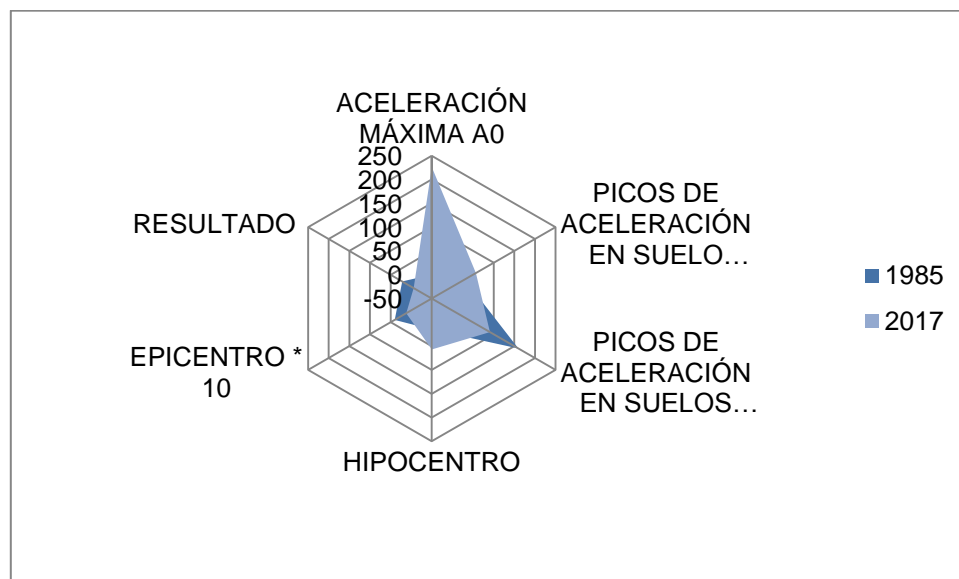 ACELERACIÓN
MÁXIMA A0
250
200
150
100
50
0
-50
PICOS DE
ACELERACIÓN
EN SUELO…
PICOS DE
ACELERACIÓN
EN SUELOS…
HIPOCENTRO
EPICENTRO *
10
RESULTADO
1985
2017